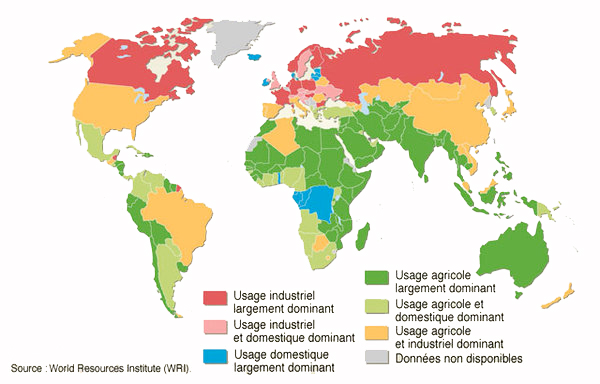 Usage industriel
largement dominant
Usage industriel
et domestique dominant
Usage domestique
largement dominant
Usage agricole
largement dominant
Usage agricole et
domestique dominant
Usage agricole
et industriel dominant
Données non disponibles
Source : World Resources Institute (WRI).